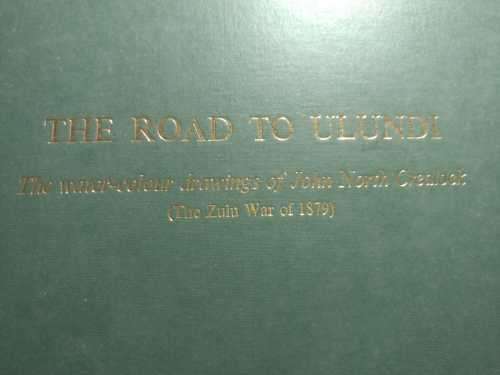 THE ROAD TO ULUNDI
The water-colour drawings of John North Crealock
(The Zulu War of 1879)